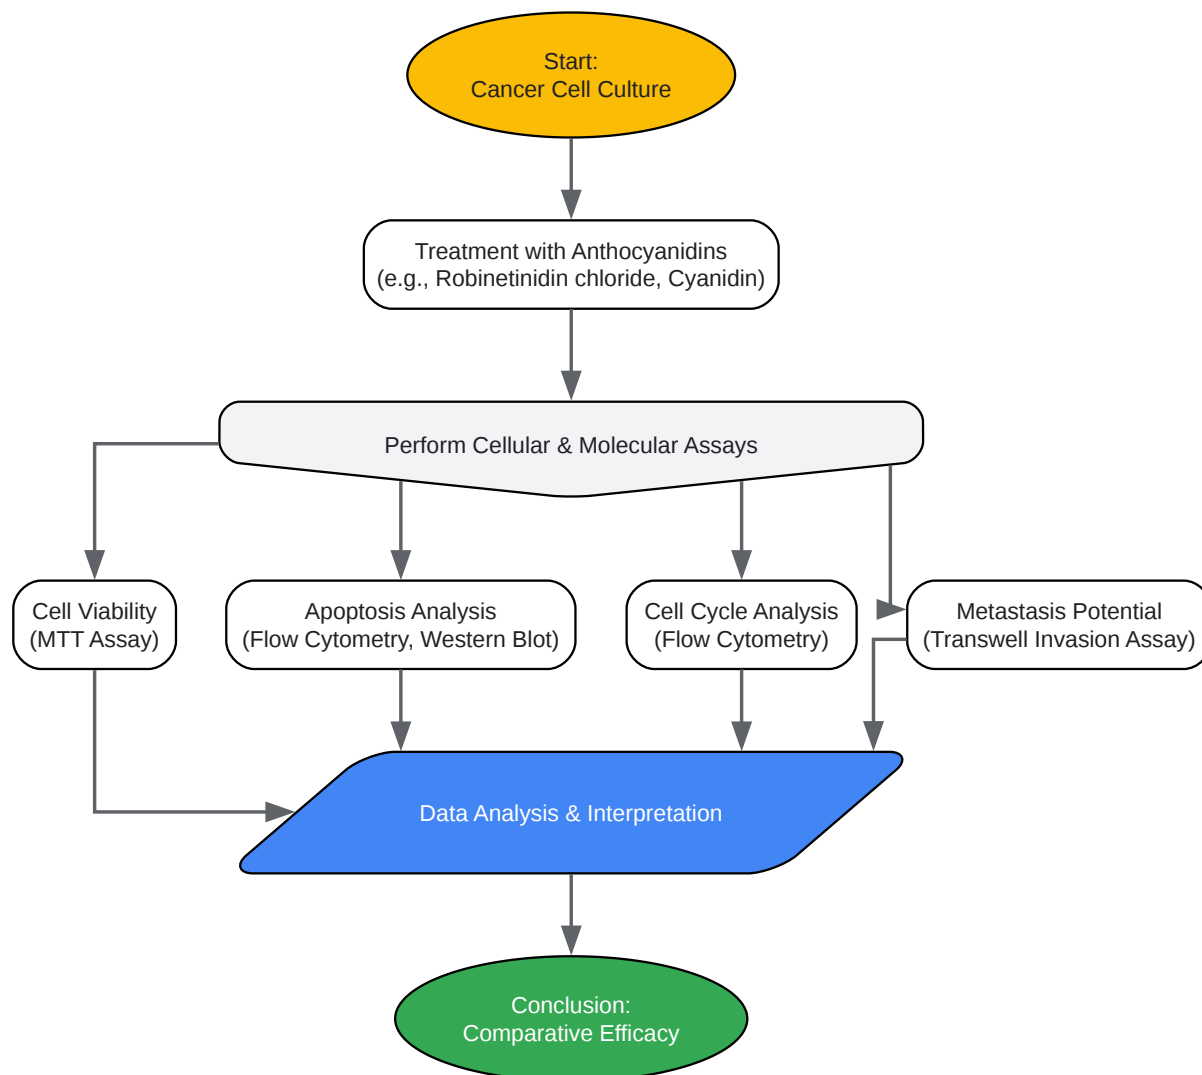 Start:
Cancer Cell Culture
Treatment with Anthocyanidins
(e.g., Robinetinidin chloride, Cyanidin)
Perform Cellular & Molecular Assays
Cell Viability
(MTT Assay)
Apoptosis Analysis
(Flow Cytometry, Western Blot)
Cell Cycle Analysis
(Flow Cytometry)
Metastasis Potential
(Transwell Invasion Assay)
Data Analysis & Interpretation
Conclusion:
Comparative Efficacy